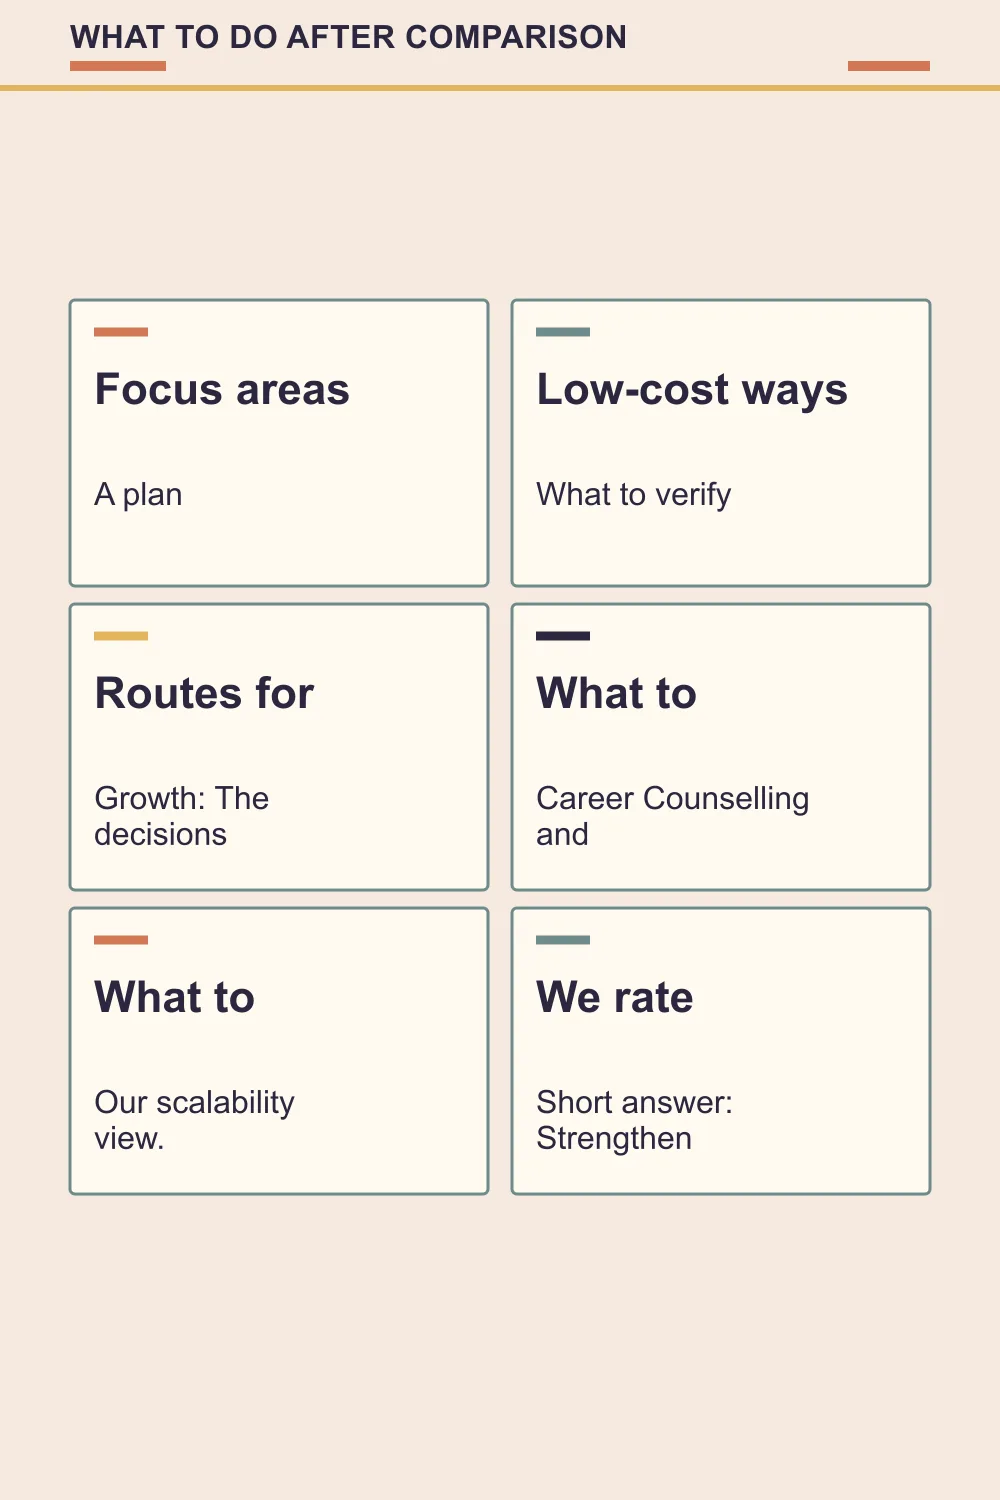 WHAT TO DO AFTER COMPARISON
Focus areas
A plan
Low-cost ways
What to verify
Routes for
Growth: The
decisions
What to
Career Counselling
and
What to
Our scalability
view.
We rate
Short answer:
Strengthen